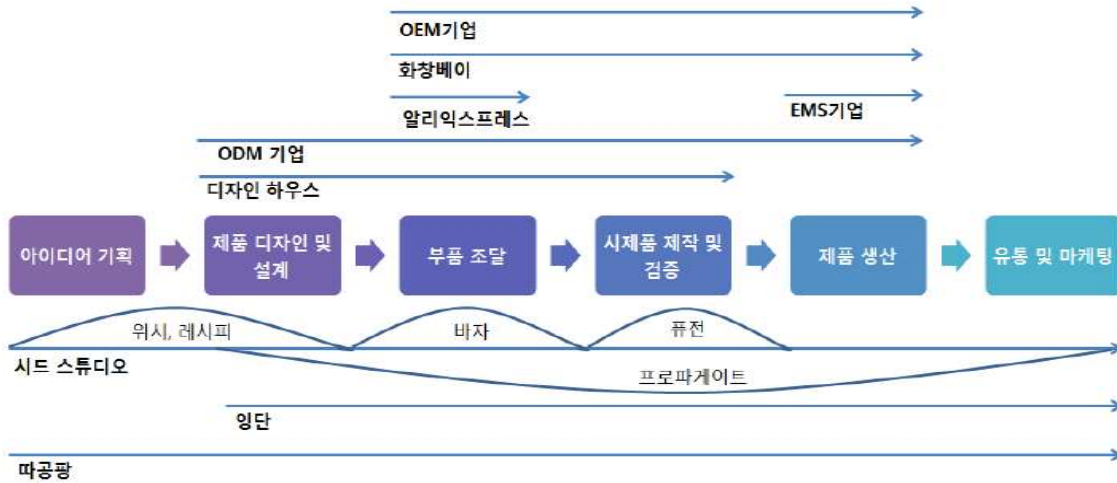 OEM기업
화창베이
알리익스프레스
EMS기업
ODM 기업
디자인 하우스
아이디어 기획
제품 디자인 및
설계
부품 조달
시제품 제작 및
검증
제품 생산
유통 및 마케팅
위시, 레시피
바자
퓨전
시드 스튜디오
프로파게이트
잉단
따공팡